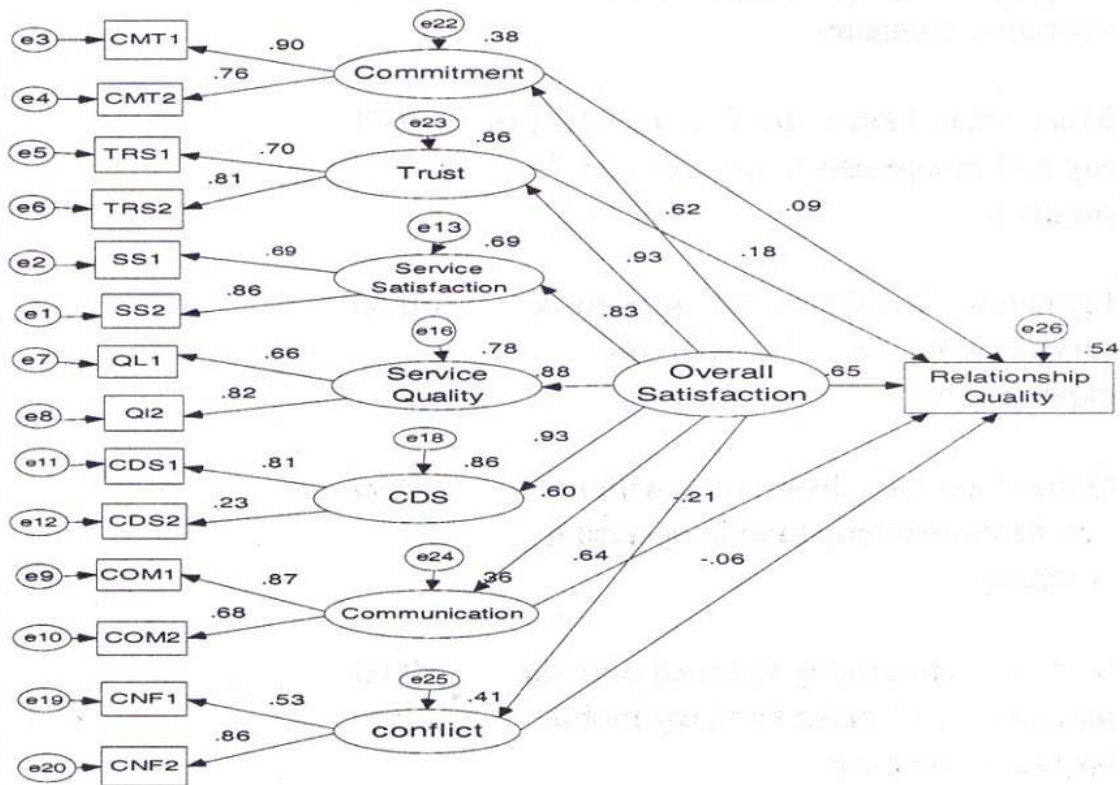 e22
e3
CMT1
.90
.38
Commitment
.76
e4
CMT2
e23
e5
TRS1
.70
.86
Trust
.81
e6
TRS2
.62
.09
e13
.18
e2
SS1
.69
.69
.93
Service
Satisfaction
.86
e1
SS2
.83
e16
e26
e7
QL1
.66
.78
.54
Service
Quality
.88
Overall
Satisfaction
.65
Relationship
Quality
.82
e8
QI2
e18
.93
e11
CDS1
.81
.86
CDS
.60
-.21
.23
e12
CDS2
e24
.64
-.06
e9
COM1
.87
.36
Communication
.68
e10
COM2
e25
e19
CNF1
.53
.41
conflict
.86
e20
CNF2